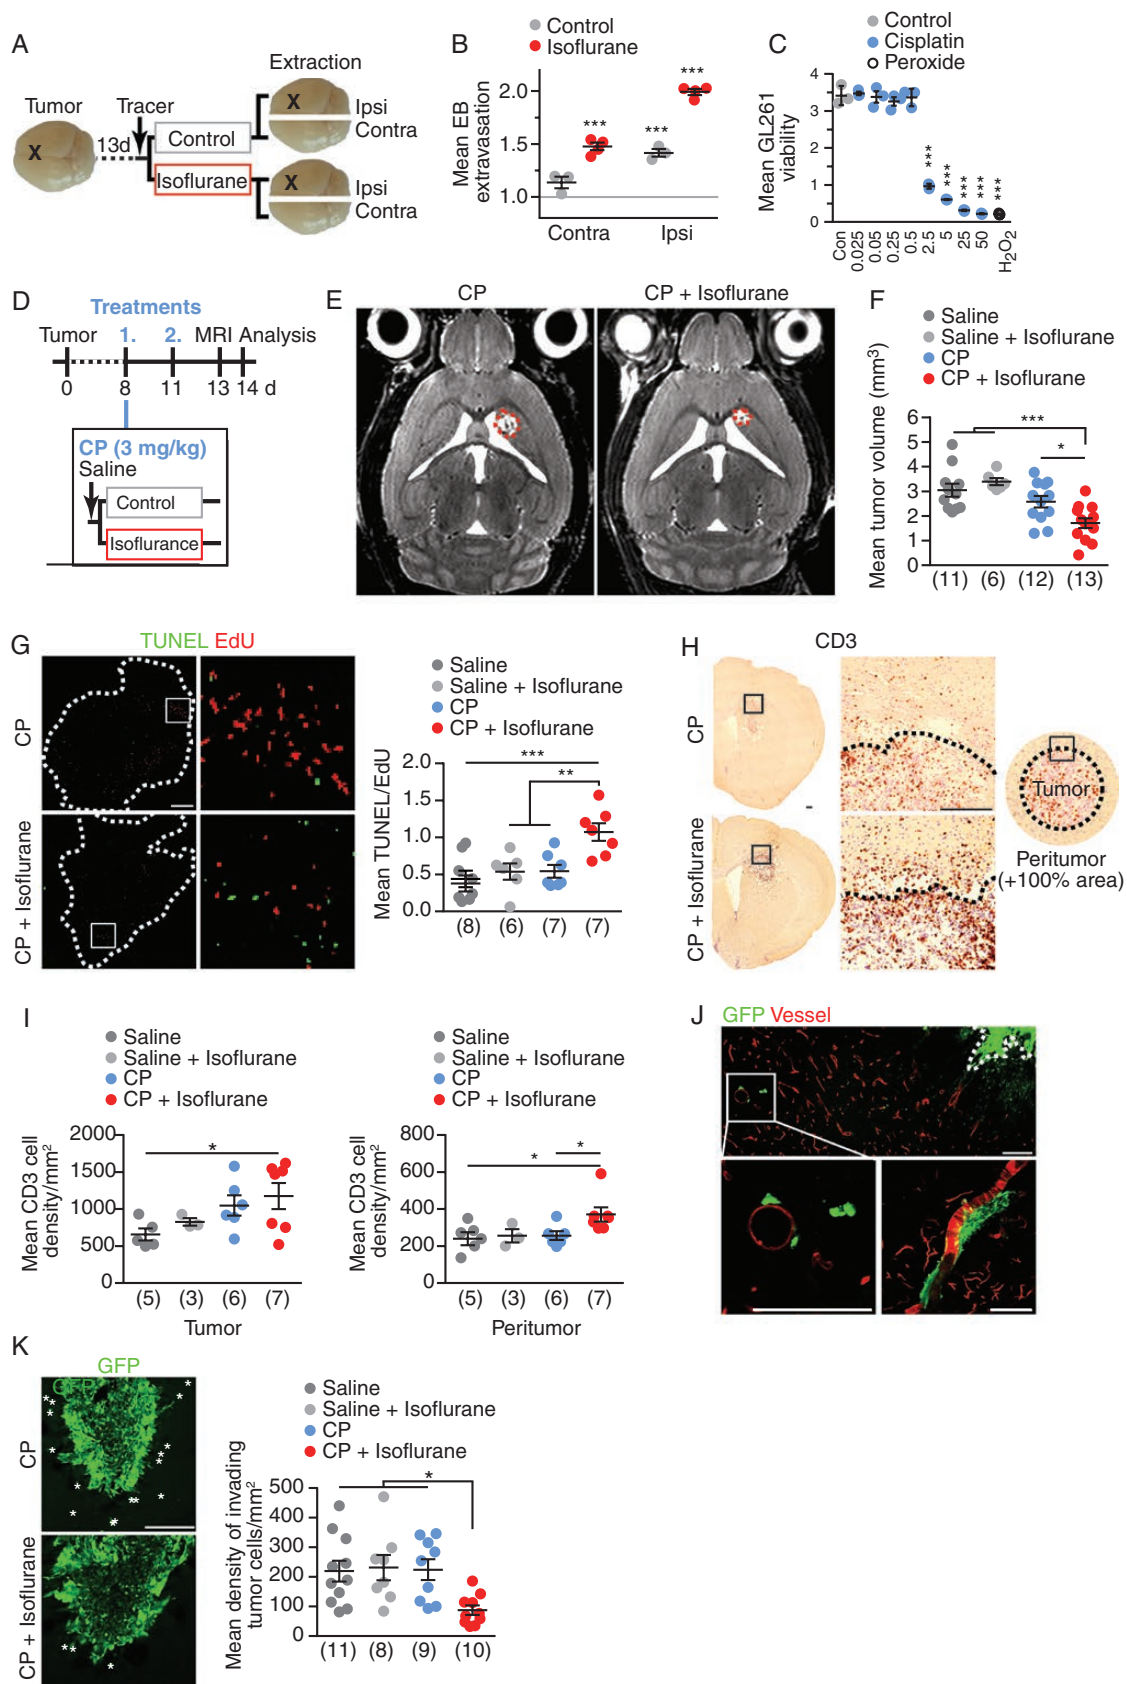 A
Tumor
Tracer
Extraction
X
13d
Control
Isoflurane
X
Ipsi
Contra
X
Ipsi
Contra
B
Control
Isoflurane
Mean EB
extravasation
2.0
1.5
1.0
***
***
***
Contra
Ipsi
C
Control
Cisplatin
Peroxide
Mean GL261
viability
4
3
2
1
0
***
***
***
***
***
Con
0.025
0.05
0.25
0.5
2.5
5
25
50
H2O2
D
Treatments
Tumor 1. 2. MRI Analysis
0 8 11 13 14 d
CP (3 mg/kg)
Saline
Control
Isoflurance
E
CP
CP + Isoflurane
F
Saline
Saline + Isoflurane
CP
CP + Isoflurane
Mean tumor volume (mm³)
6
5
4
3
2
1
0
***
*
(11) (6) (12) (13)
G
TUNEL EdU
CP
CP + Isoflurane
Saline
Saline + Isoflurane
CP
CP + Isoflurane
Mean TUNEL/EdU
2.0
1.5
1.0
0.5
0.0
***
**
(8) (6) (7) (7)
H
CD3
CP
CP + Isoflurane
Tumor
Peritumor
(+100% area)
I
Saline
Saline + Isoflurane
CP
CP + Isoflurane
Mean CD3 cell
density/mm²
2000
1500
1000
500
0
*
(5) (3) (6) (7)
Tumor
Saline
Saline + Isoflurane
CP
CP + Isoflurane
Mean CD3 cell
density/mm²
800
600
400
200
0
*
*
(5) (3) (6) (7)
Peritumor
J
GFP Vessel
K
GFP
GFP
CP
CP + Isoflurane
Saline
Saline + Isoflurane
CP
CP + Isoflurane
Mean density of invading
tumor cells/mm²
500
400
300
200
100
0
*
(11) (8) (9) (10)